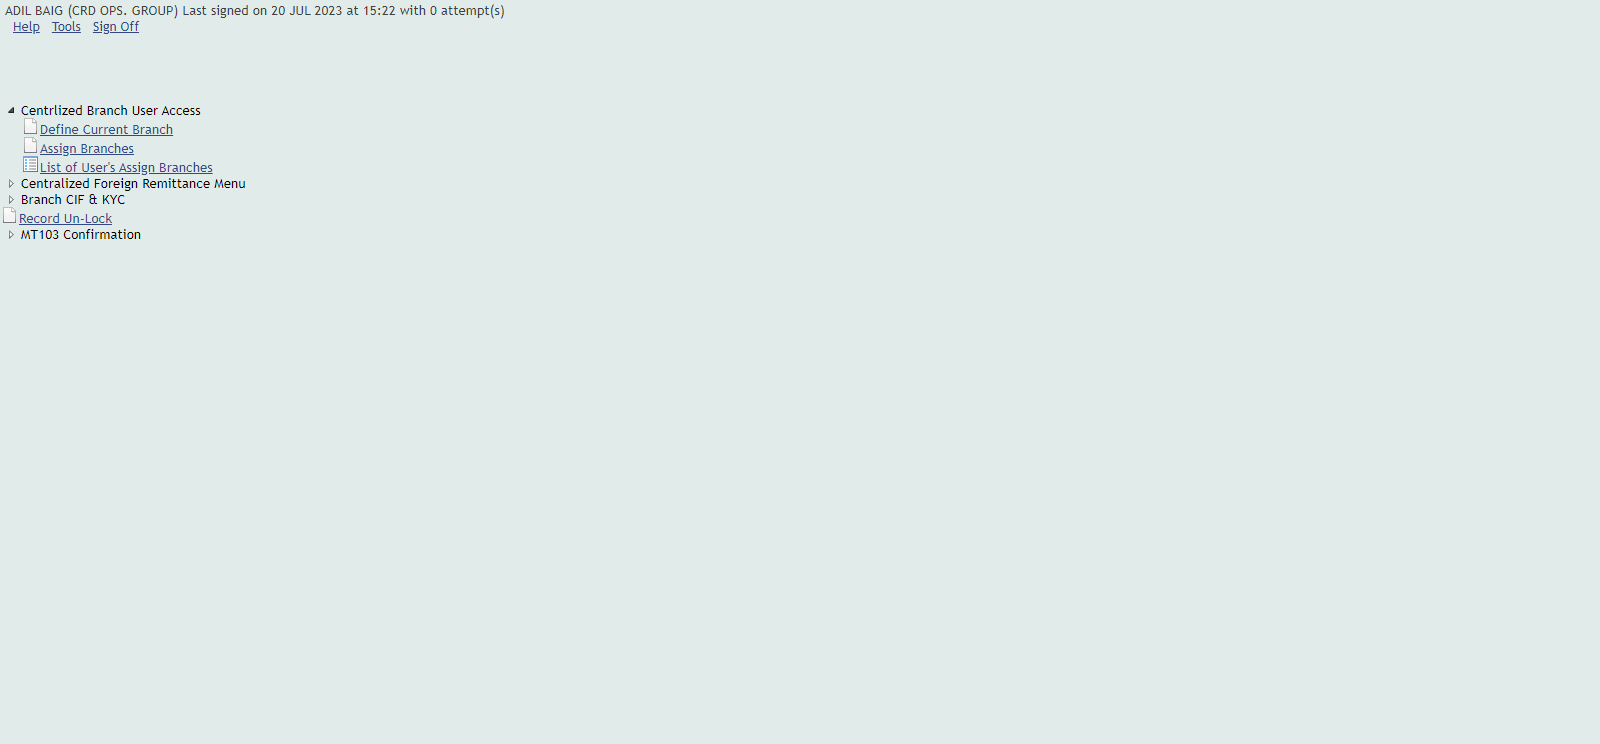 ADIL BAIG (CRD OPS. GROUP) Last signed on 20 JUL 2023 at 15:22 with 0 attempt(s)
Help Tools Sign Off
Centrlized Branch User Access
Define Current Branch
Assign Branches
List of User's Assign Branches
Centralized Foreign Remittance Menu
Branch CIF & KYC
Record Un-Lock
MT103 Confirmation